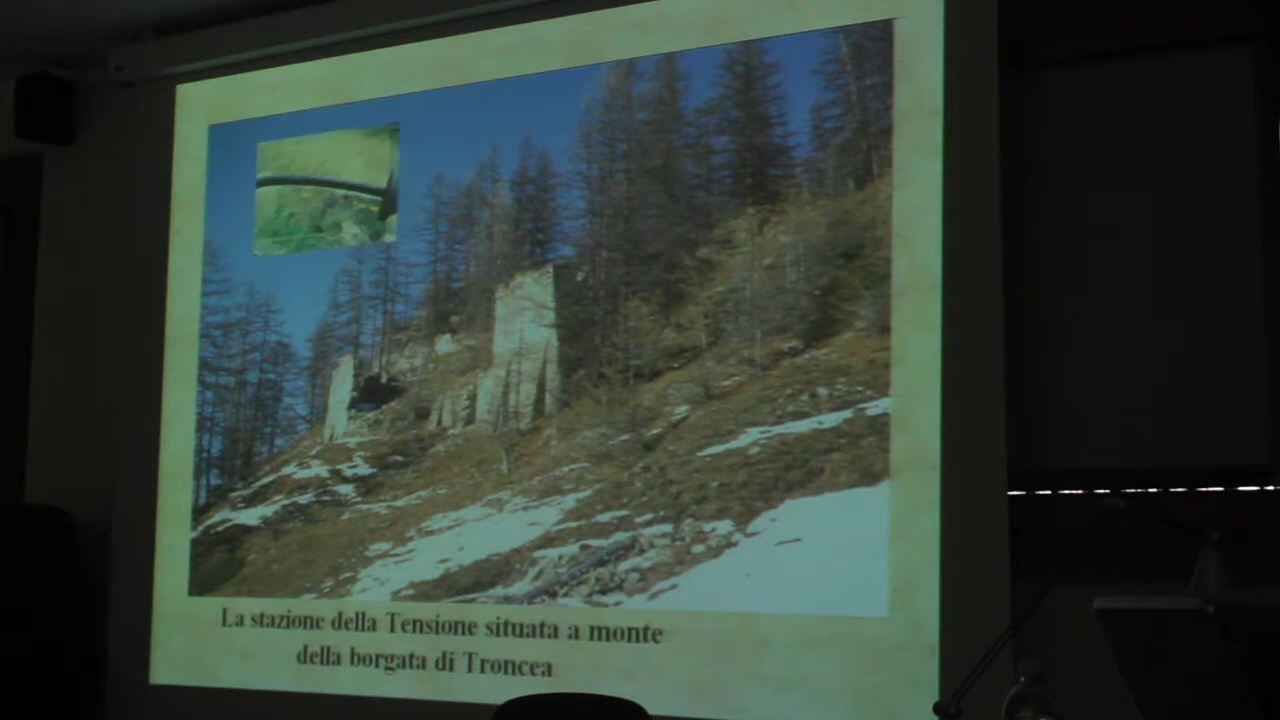 La stazione della Tensione situata a monte
della borgata di Troncea